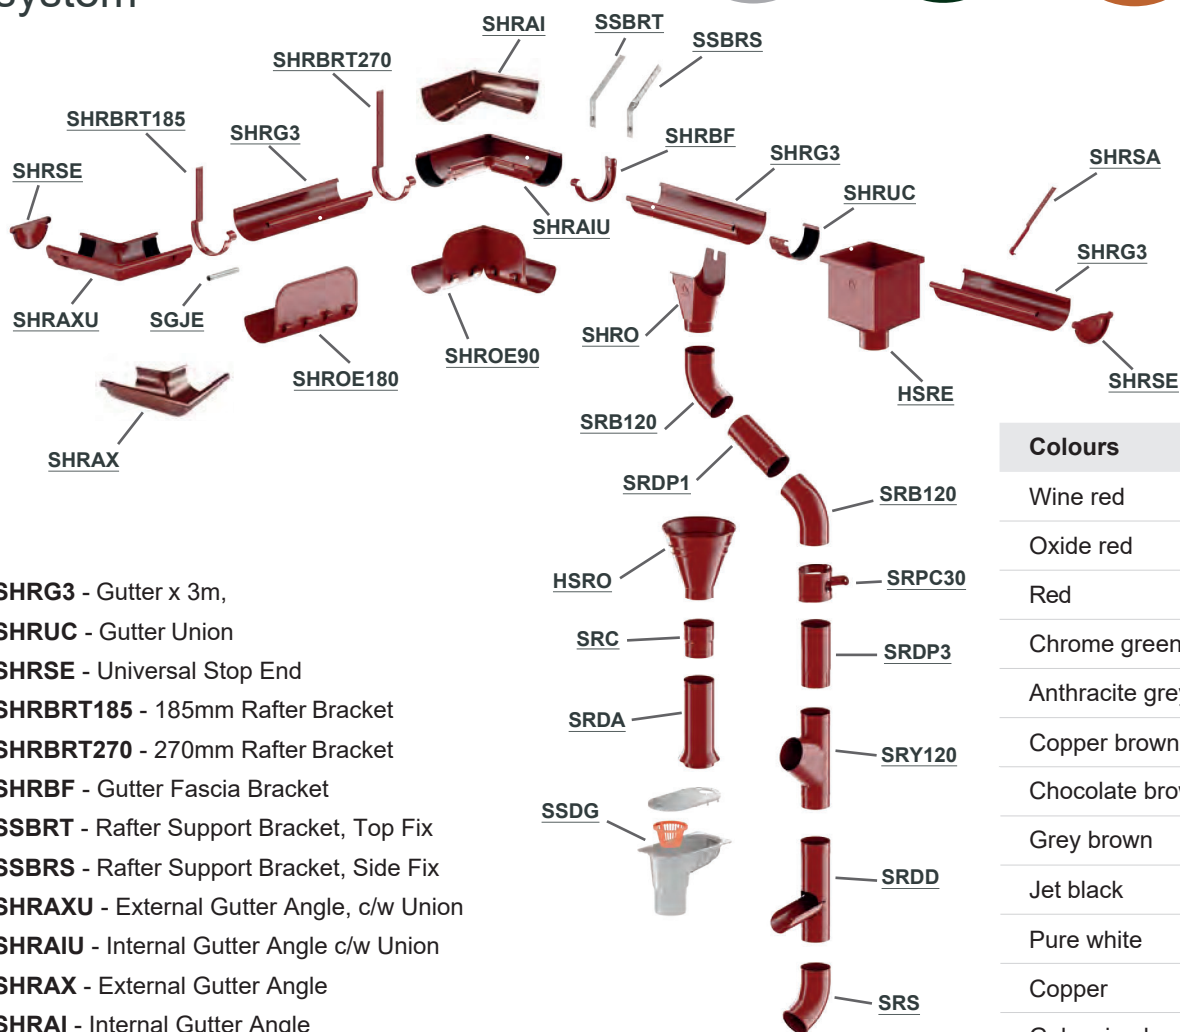 system
SHRAI
SSBRT
SSBRS
SHRBRT270
SHRBRT185
SHRG3
SHRBF
SHRG3
SHRSA
SHRSE
SHRUC
SHRAIU
SHRG3
SHRAXU
SGJE
SHRO
SHROE90
SHROE180
HSRE
SHRSE
SRB120
SHRAX
SRDP1
SRB120
HSRO
SRPC30
SRC
SRDP3
SRDA
SRY120
SSDG
SRDD
SRS
SHRG3 - Gutter x 3m,
SHRUC - Gutter Union
SHRSE - Universal Stop End
SHRBRT185 - 185mm Rafter Bracket
SHRBRT270 - 270mm Rafter Bracket
SHRBF - Gutter Fascia Bracket
SSBRT - Rafter Support Bracket, Top Fix
SSBRS - Rafter Support Bracket, Side Fix
SHRAXU - External Gutter Angle, c/w Union
SHRAIU - Internal Gutter Angle c/w Union
SHRAX - External Gutter Angle
SHRAI - Internal Gutter Angle
Colours
Wine red
Oxide red
Red
Chrome green
Anthracite grey
Copper brown
Chocolate brow
Grey brown
Jet black
Pure white
Copper